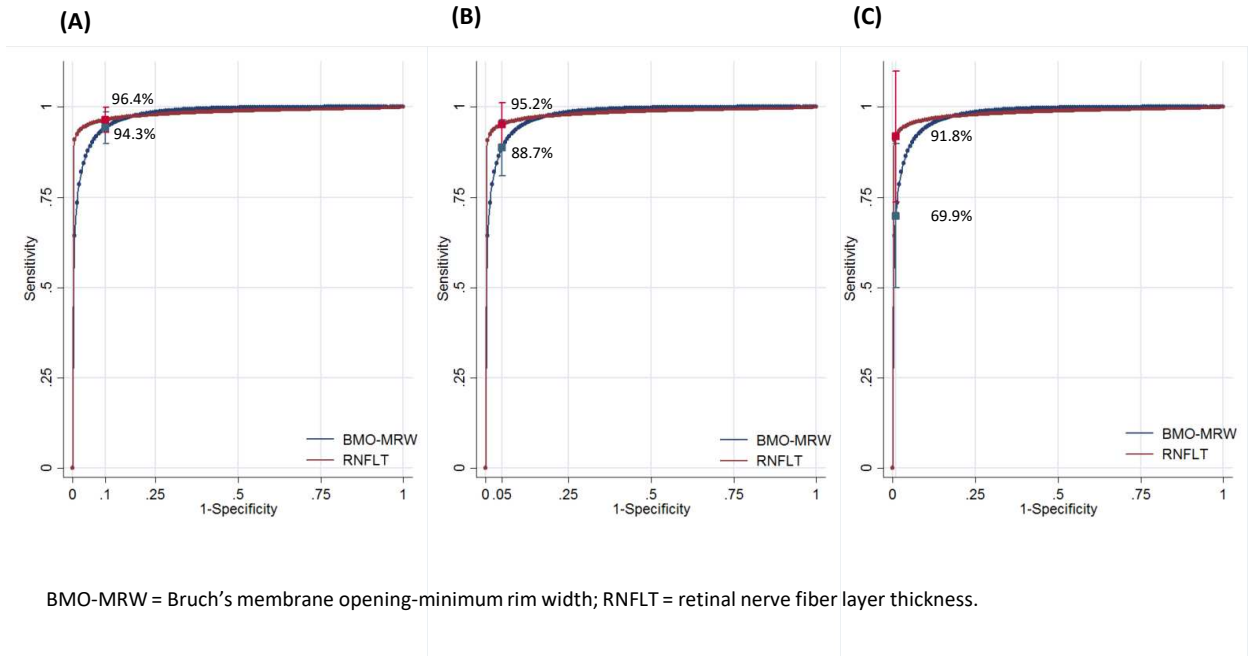 (A)
96.4%
94.3%
1
.75
.5
.25
0
Sensitivity
BMO-MRW
RNFLT
0 .1 .25 .5 .75 1
1-Specificity
(B)
95.2%
88.7%
1
.75
.5
.25
0
Sensitivity
BMO-MRW
RNFLT
0 0.05 .25 .5 .75 1
1-Specificity
(C)
91.8%
69.9%
1
.75
.5
.25
0
Sensitivity
BMO-MRW
RNFLT
0 .25 .5 .75 1
1-Specificity
BMO-MRW = Bruch’s membrane opening-minimum rim width; RNFLT = retinal nerve fiber layer thickness.